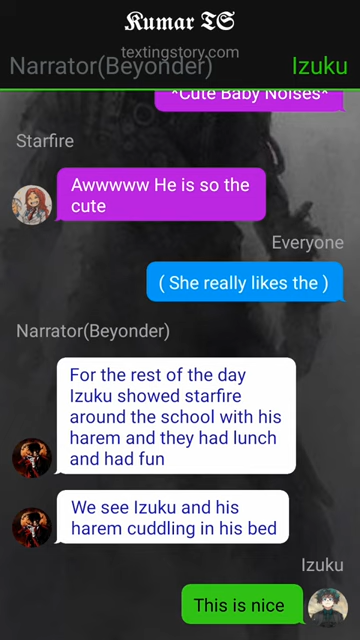 Kumar TS
textingstory.com
Narrator(Beyonder)
Izuku
*Cute Baby Noises*
Starfire
Awwwww He is so the
cute
Everyone
( She really likes the )
Narrator(Beyonder)
For the rest of the day
Izuku showed starfire
around the school with his
harem and they had lunch
and had fun
We see Izuku and his
harem cuddling in his bed
Izuku
This is nice